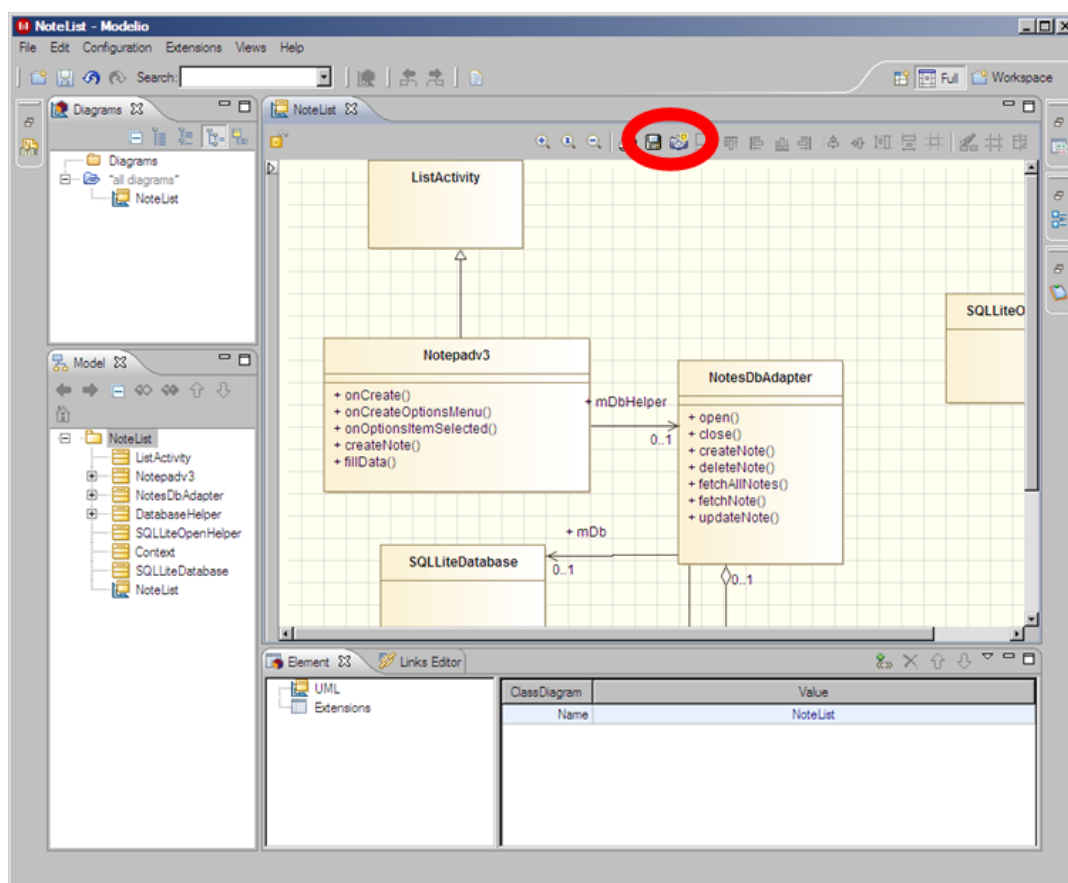 NoteList - Modelio
File Edit Configuration Extensions Views Help
Search:
Full Workspace
Diagrams
Diagrams
"all diagrams"
NoteList
Model
NoteList
ListActivity
Notepadv3
NotesDbAdapter
DatabaseHelper
SQLLiteOpenHelper
Context
SQLLiteDatabase
NoteList
NoteList
ListActivity
SQLLiteO
Notepadv3
+ onCreate()
+ onCreateOptionsMenu()
+ onOptionsItemSelected()
+ createNote()
+ fillData()
+ mDbHelper
0..1
NotesDbAdapter
+ open()
+ close()
+ createNote()
+ deleteNote()
+ fetchAllNotes()
+ fetchNote()
+ updateNote()
+ mDb
0..1
SQLLiteDatabase
0..1
Element Links Editor
UML
Extensions
ClassDiagram Value
Name NoteList